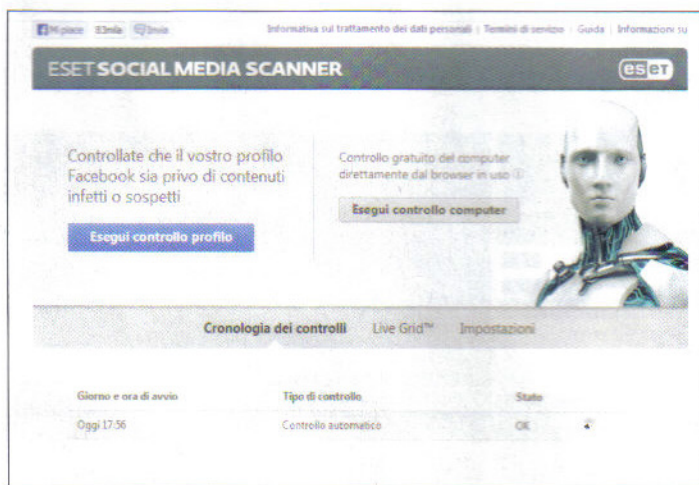 Mi piace Invia Invia Informativa sul trattamento dei dati personali | Termini di servizio | Guida | Informazioni su
ESET SOCIAL MEDIA SCANNER
eseT
Controllate che il vostro profilo
Facebook sia privo di contenuti
infetti o sospetti
Esegui controllo profilo
Controllo gratuito del computer
direttamente dal browser in uso
Esegui controllo computer
Cronologia dei controlli Live Grid™ Impostazioni
Giorno e ora di avvio Tipo di controllo Stato
Oggi 17:56 Controllo automatico OK